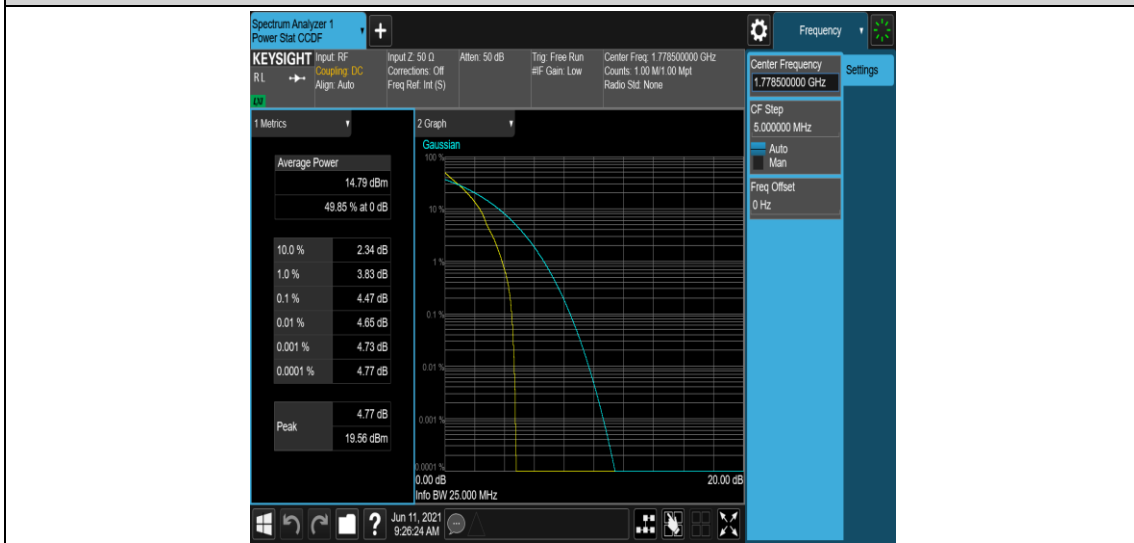 Spectrum Analyzer 1
Power Stat CCDF
+
Frequency
KEYSIGHT
R L
Input: RF
Coupling: DC
Align: Auto
Input Z: 50 Ω
Corrections: Off
Freq Ref: Int (S)
Atten: 50 dB
Trig: Free Run
#IF Gain: Low
Center Freq: 1.778500000 GHz
Counts: 1.00 M/1.00 Mpt
Radio Std: None
Center Frequency
1.778500000 GHz
Settings
CF Step
5.000000 MHz
Auto
Man
Freq Offset
0 Hz
1 Metrics
Average Power
14.79 dBm
49.85 % at 0 dB
10.0 % 2.34 dB
1.0 % 3.83 dB
0.1 % 4.47 dB
0.01 % 4.65 dB
0.001 % 4.73 dB
0.0001 % 4.77 dB
Peak
4.77 dB
19.56 dBm
2 Graph
Gaussian
100 %
10 %
1 %
0.1 %
0.01 %
0.001 %
0.0001 %
0.00 dB
20.00 dB
Info BW 25.000 MHz
?
Jun 11, 2021
9:26:24 AM